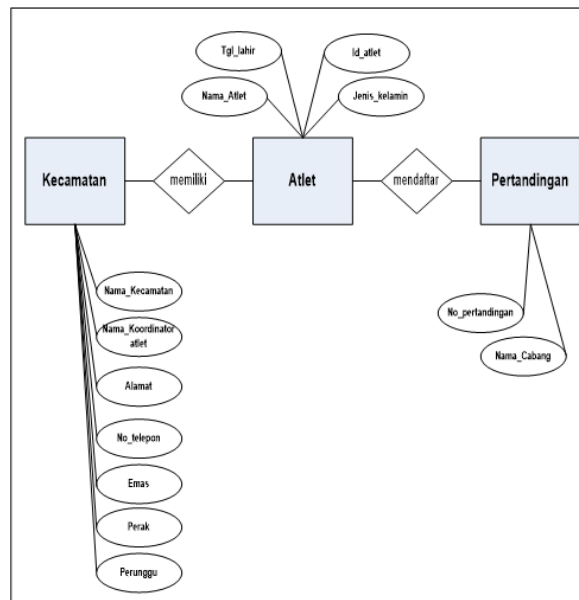 Tgl_lahir
Id_atlet
Nama_Atlet
Jenis_kelamin
Kecamatan
memiliki
Atlet
mendaftar
Pertandingan
Nama_Kecamatan
Nama_Koordinator
atlet
Alamat
No_telepon
Emas
Perak
Perunggu
No_pertandingan
Nama_Cabang